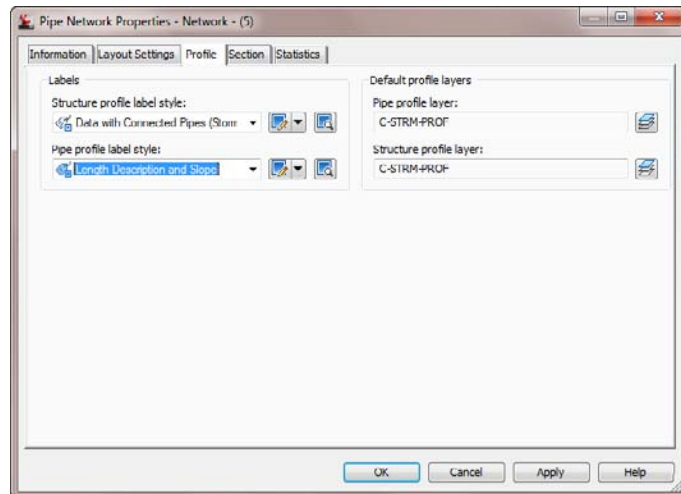 Pipe Network Properties - Network - (5)
Information Layout Settings Profile Section Statistics
Labels
Structure profile label style:
Data with Connected Pipes (Storr
Pipe profile label style:
Length Description and Slope
Default profile layers
Pipe profile layer:
C-STRM-PROF
Structure profile layer:
C-STRM-PROF
OK Cancel Apply Help